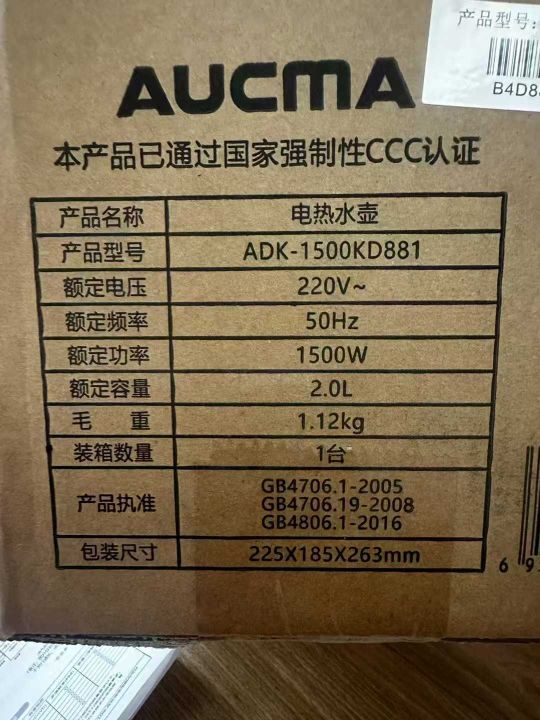 产品型号:
B4D8
AUCMA
本产品已通过国家强制性CCC认证
产品名称 电热水壶
产品型号 ADK-1500KD881
额定电压 220V~
额定频率 50Hz
额定功率 1500W
额定容量 2.0L
毛 重 1.12kg
装箱数量 1台
产品执准 GB4706.1-2005
GB4706.19-2008
GB4806.1-2016
包装尺寸 225X185X263mm
6 9